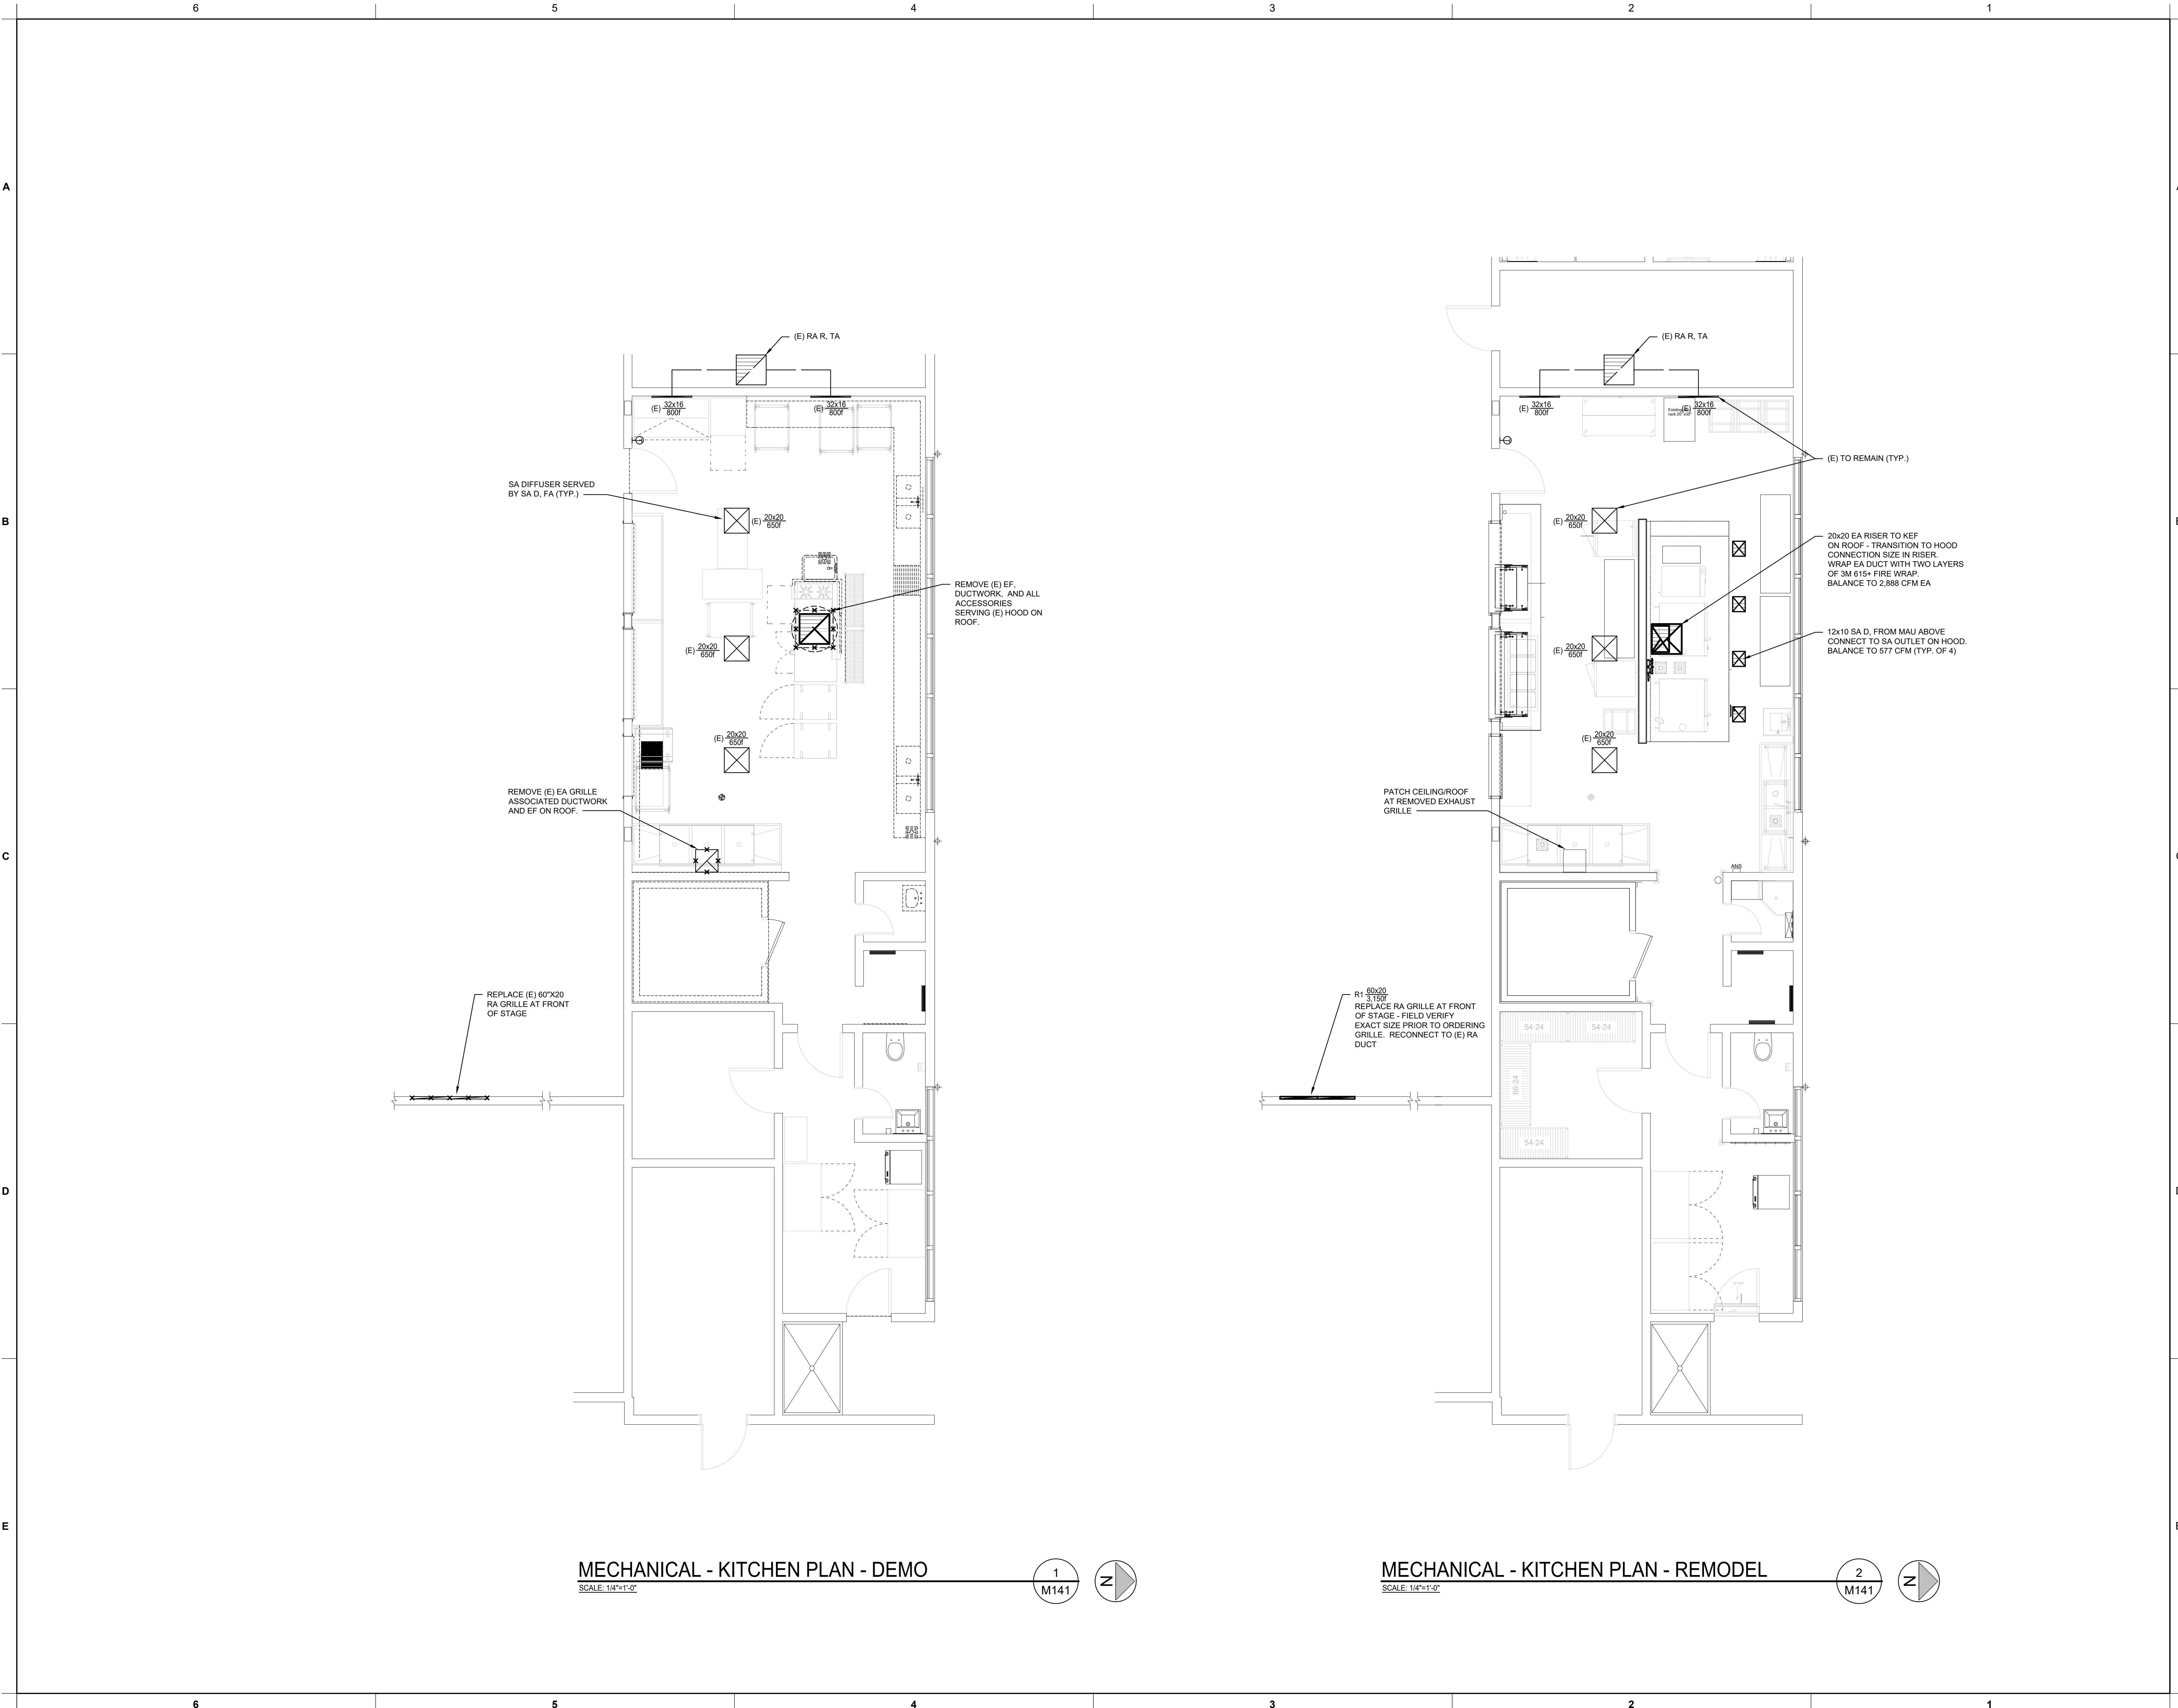 6 5 4 3 2 1
A
B
C
D
E
(E) RA R, TA
(E) 32x16
800f
(E) 32x16
800f
SA DIFFUSER SERVED
BY SA D, FA (TYP.)
(E) 20x20
650f
REMOVE (E) EF,
DUCTWORK, AND ALL
ACCESSORIES
SERVING (E) HOOD ON
ROOF.
(E) 20x20
650f
(E) 20x20
650f
REMOVE (E) EA GRILLE
ASSOCIATED DUCTWORK
AND EF ON ROOF.
REPLACE (E) 60"X20
RA GRILLE AT FRONT
OF STAGE
MECHANICAL - KITCHEN PLAN - DEMO
SCALE: 1/4"=1'-0"
1
M141
N
(E) RA R, TA
(E) 32x16
800f
(E) 32x16
800f
(E) TO REMAIN (TYP.)
(E) 20x20
650f
20x20 EA RISER TO KEF
ON ROOF - TRANSITION TO HOOD
CONNECTION SIZE IN RISER.
WRAP EA DUCT WITH TWO LAYERS
OF 3M 615+ FIRE WRAP.
BALANCE TO 2,888 CFM EA
12x10 SA D, FROM MAU ABOVE
CONNECT TO SA OUTLET ON HOOD.
BALANCE TO 577 CFM (TYP. OF 4)
(E) 20x20
650f
(E) 20x20
650f
PATCH CEILING/ROOF
AT REMOVED EXHAUST
GRILLE
ANS
R1 60x20
3,150f
REPLACE RA GRILLE AT FRONT
OF STAGE - FIELD VERIFY
EXACT SIZE PRIOR TO ORDERING
GRILLE. RECONNECT TO (E) RA
DUCT
54-24 54-24
66-24
54-24
MECHANICAL - KITCHEN PLAN - REMODEL
SCALE: 1/4"=1'-0"
2
M141
N
6 5 4 3 2 1